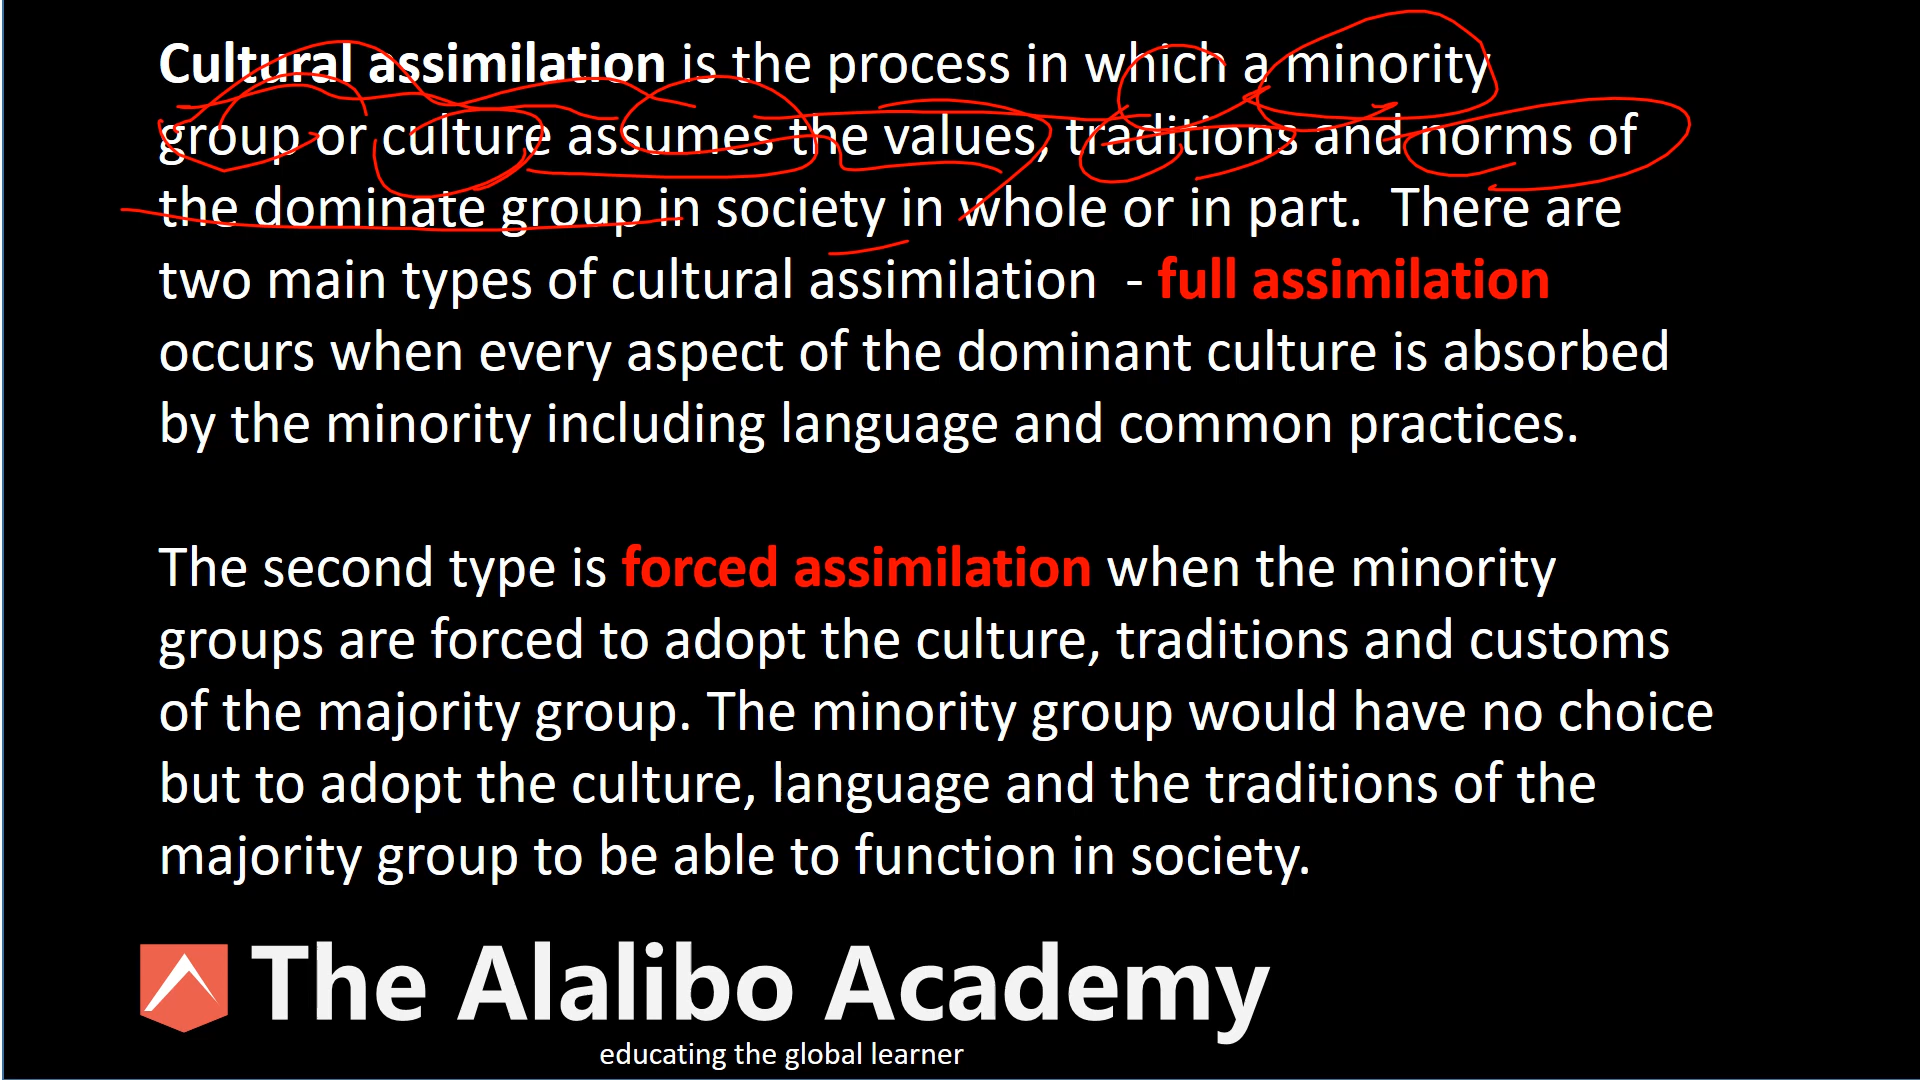 Cultural assimilation is the process in which a minority
group or culture assumes the values, traditions and norms of
the dominate group in society in whole or in part.  There are
two main types of cultural assimilation  - full assimilation
occurs when every aspect of the dominant culture is absorbed
by the minority including language and common practices.
The second type is forced assimilation when the minority
groups are forced to adopt the culture, traditions and customs
of the majority group. The minority group would have no choice
but to adopt the culture, language and the traditions of the
majority group to be able to function in society.
The Alalibo Academy
educating the global learner